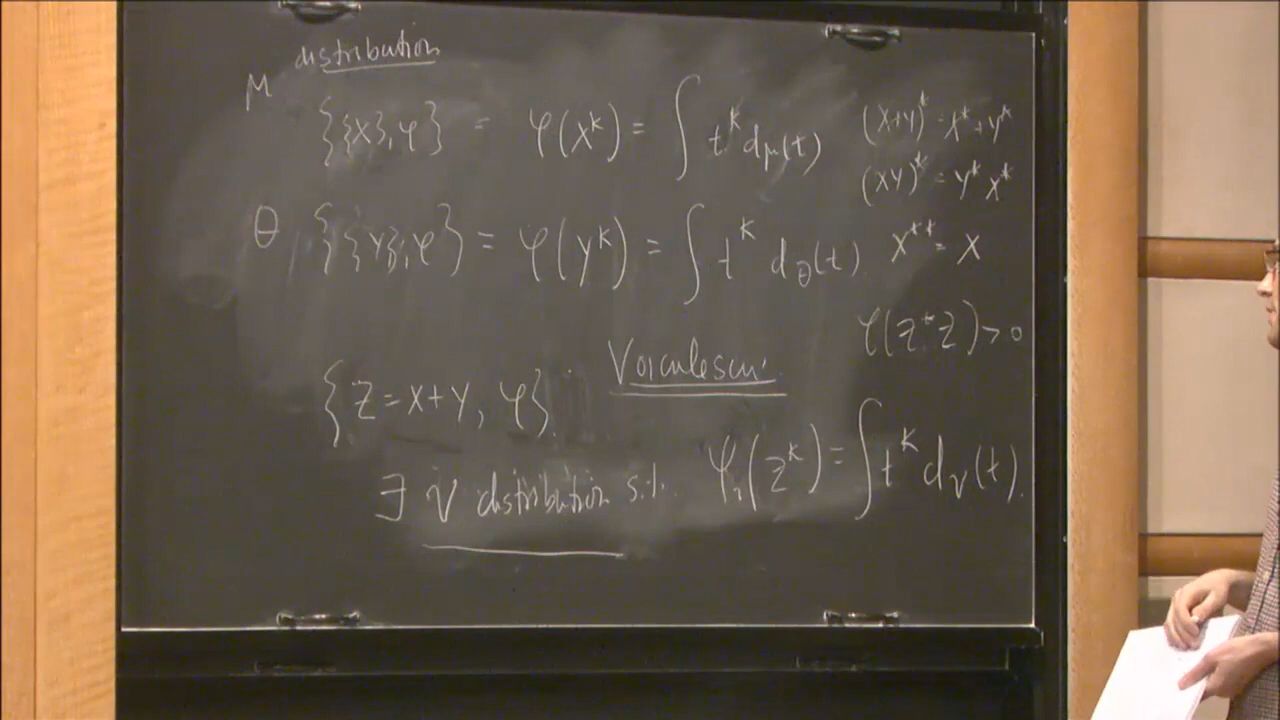 distribution
μ {{x},φ} = φ(x^k) = ∫ t^k dμ(t) (x+y)^* = x^*+y^*
(xy)^* = y^* x^*
θ {{y},φ} = φ(y^k) = ∫ t^k dθ(t) x^{**} = x
φ(z^* z) > 0
Voiculescu
{z = x+y, φ}
∃ ν distribution s.t. φ(z^k) = ∫ t^k dν(t).